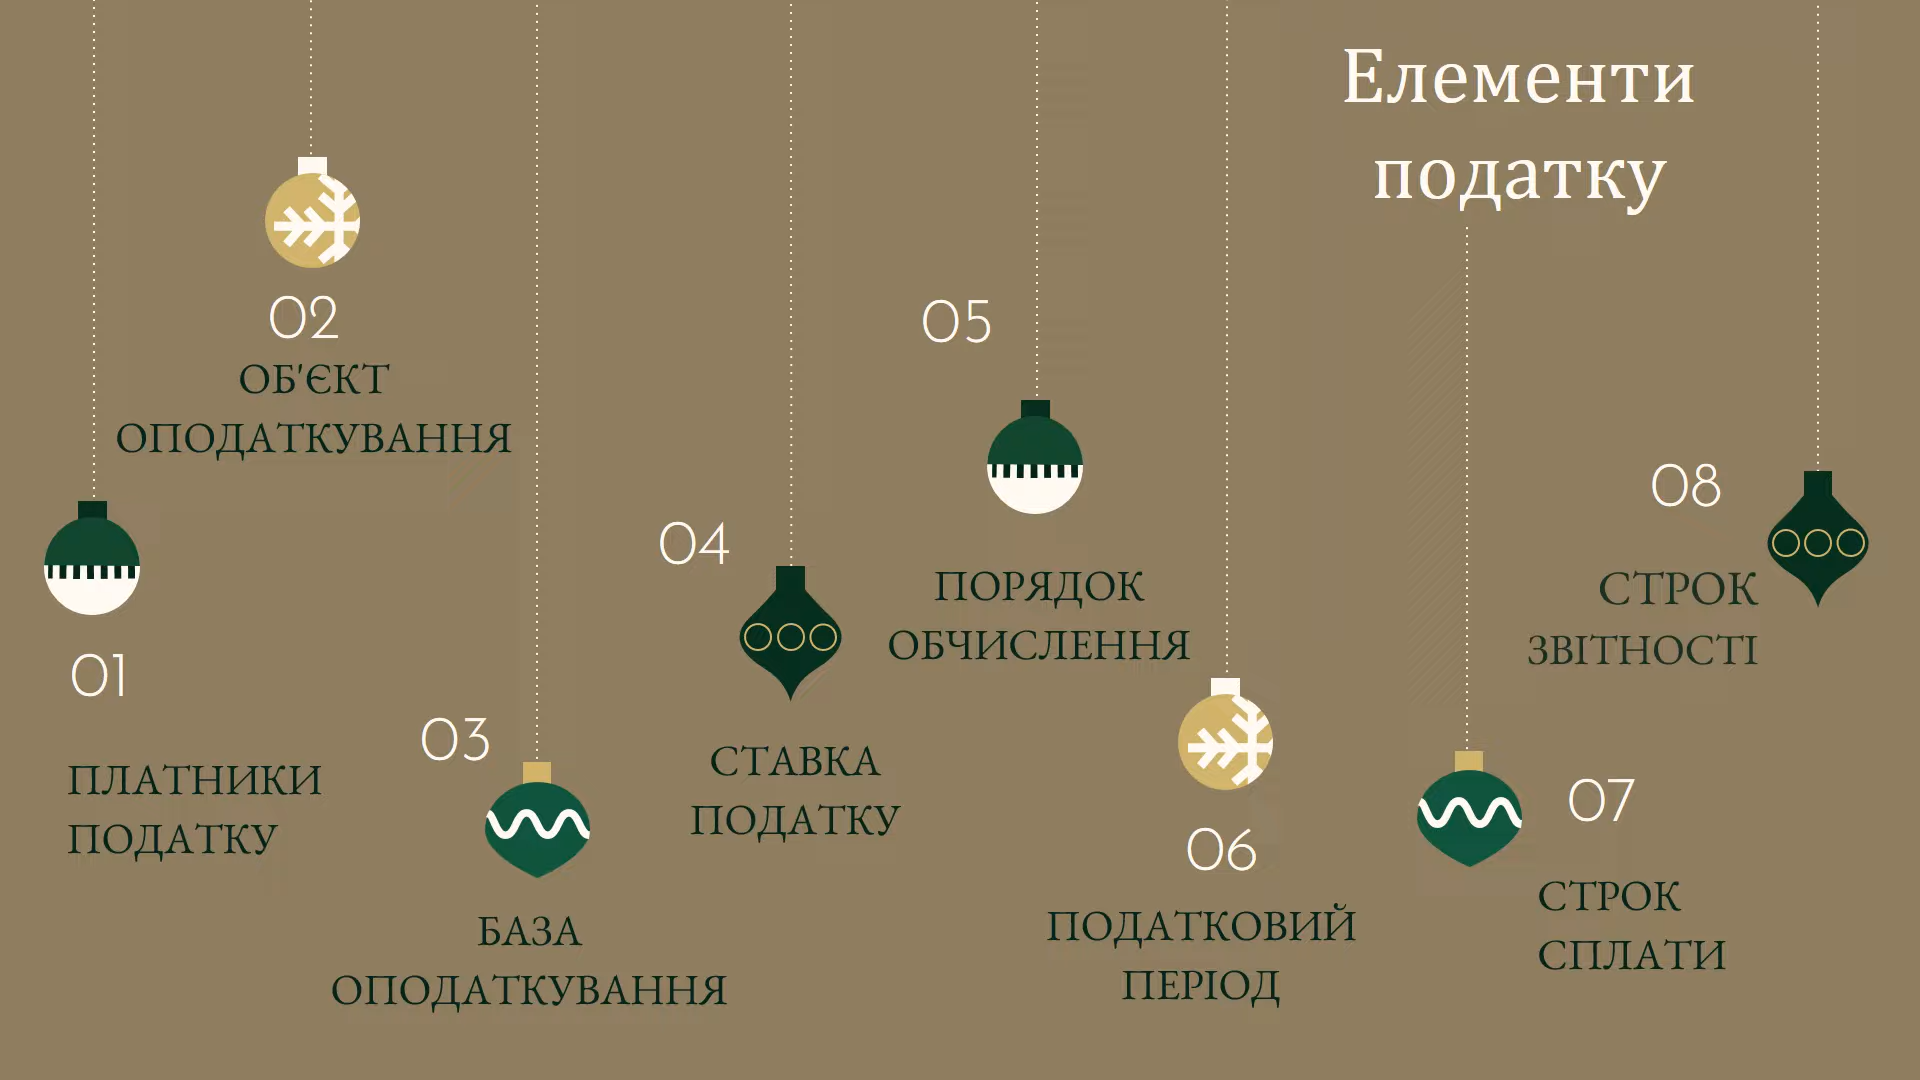 Елементи
податку
01
ПЛАТНИКИ
ПОДАТКУ
02
ОБ'ЄКТ
ОПОДАТКУВАННЯ
03
БАЗА
ОПОДАТКУВАННЯ
04
СТАВКА
ПОДАТКУ
05
ПОРЯДОК
ОБЧИСЛЕННЯ
06
ПОДАТКОВИЙ
ПЕРІОД
07
СТРОК
СПЛАТИ
08
СТРОК
ЗВІТНОСТІ